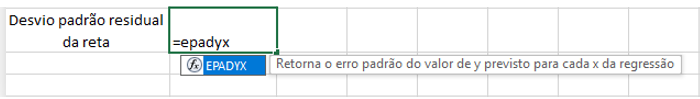 Desvio padrão residual
da reta
=epadyx
EPADYX
Retorna o erro padrão do valor de y previsto para cada x da regressão